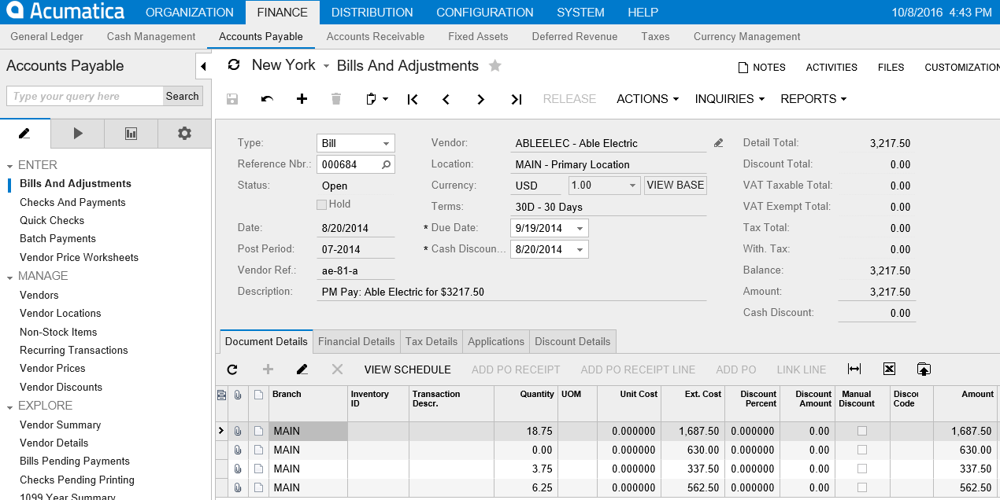 Acumatica ORGANIZATION FINANCE DISTRIBUTION CONFIGURATION SYSTEM HELP 10/8/2016 4:43 PM
General Ledger Cash Management Accounts Payable Accounts Receivable Fixed Assets Deferred Revenue Taxes Currency Management
Accounts Payable
Type your query here Search
ENTER
Bills And Adjustments
Checks And Payments
Quick Checks
Batch Payments
Vendor Price Worksheets
MANAGE
Vendors
Vendor Locations
Non-Stock Items
Recurring Transactions
Vendor Prices
Vendor Discounts
EXPLORE
Vendor Summary
Vendor Details
Bills Pending Payments
Checks Pending Printing
1099 Year Summary
New York Bills And Adjustments NOTES ACTIVITIES FILES CUSTOMIZATION
RELEASE ACTIONS INQUIRIES REPORTS
Type: Bill Vendor: ABLEELEC - Able Electric Detail Total: 3,217.50
Reference Nbr.: 000684 Location: MAIN - Primary Location Discount Total: 0.00
Status: Open Currency: USD 1.00 VIEW BASE VAT Taxable Total: 0.00
Hold Terms: 30D - 30 Days VAT Exempt Total: 0.00
Date: 8/20/2014 * Due Date: 9/19/2014 Tax Total: 0.00
Post Period: 07-2014 * Cash Discoun... 8/20/2014 With. Tax: 0.00
Vendor Ref.: ae-81-a Balance: 3,217.50
Description: PM Pay: Able Electric for $3217.50 Amount: 3,217.50
Cash Discount: 0.00
Document Details Financial Details Tax Details Applications Discount Details
VIEW SCHEDULE ADD PO RECEIPT ADD PO RECEIPT LINE ADD PO LINK LINE
Branch Inventory ID Transaction Descr. Quantity UOM Unit Cost Ext. Cost Discount Percent Discount Amount Manual Discount Discou Code Amount
MAIN 18.75 0.000000 1,687.50 0.000000 0.00 1,687.50
MAIN 0.00 0.000000 630.00 0.000000 0.00 630.00
MAIN 3.75 0.000000 337.50 0.000000 0.00 337.50
MAIN 6.25 0.000000 562.50 0.000000 0.00 562.50